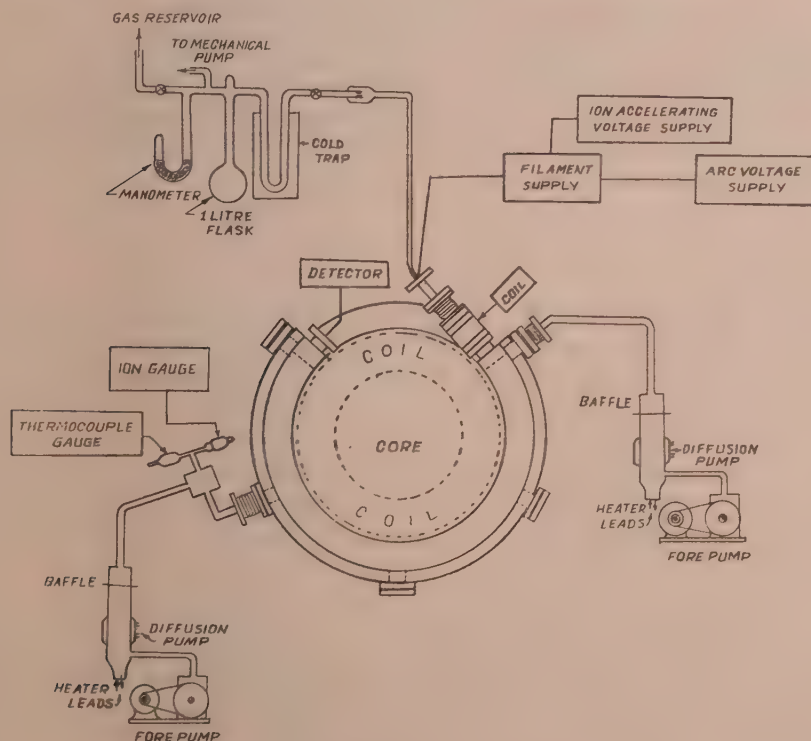 GAS RESERVOIR
TO MECHANICAL
PUMP
ION ACCELERATING
VOLTAGE SUPPLY
COLD
TRAP
FILAMENT
SUPPLY
ARC VOLTAGE
SUPPLY
MANOMETER
1 LITRE
FLASK
DETECTOR
COIL
COIL
ION GAUGE
BAFFLE
THERMOCOUPLE
GAUGE
CORE
DIFFUSION
PUMP
COIL
HEATER
LEADS
FORE PUMP
BAFFLE
DIFFUSION
PUMP
HEATER
LEADS
FORE PUMP